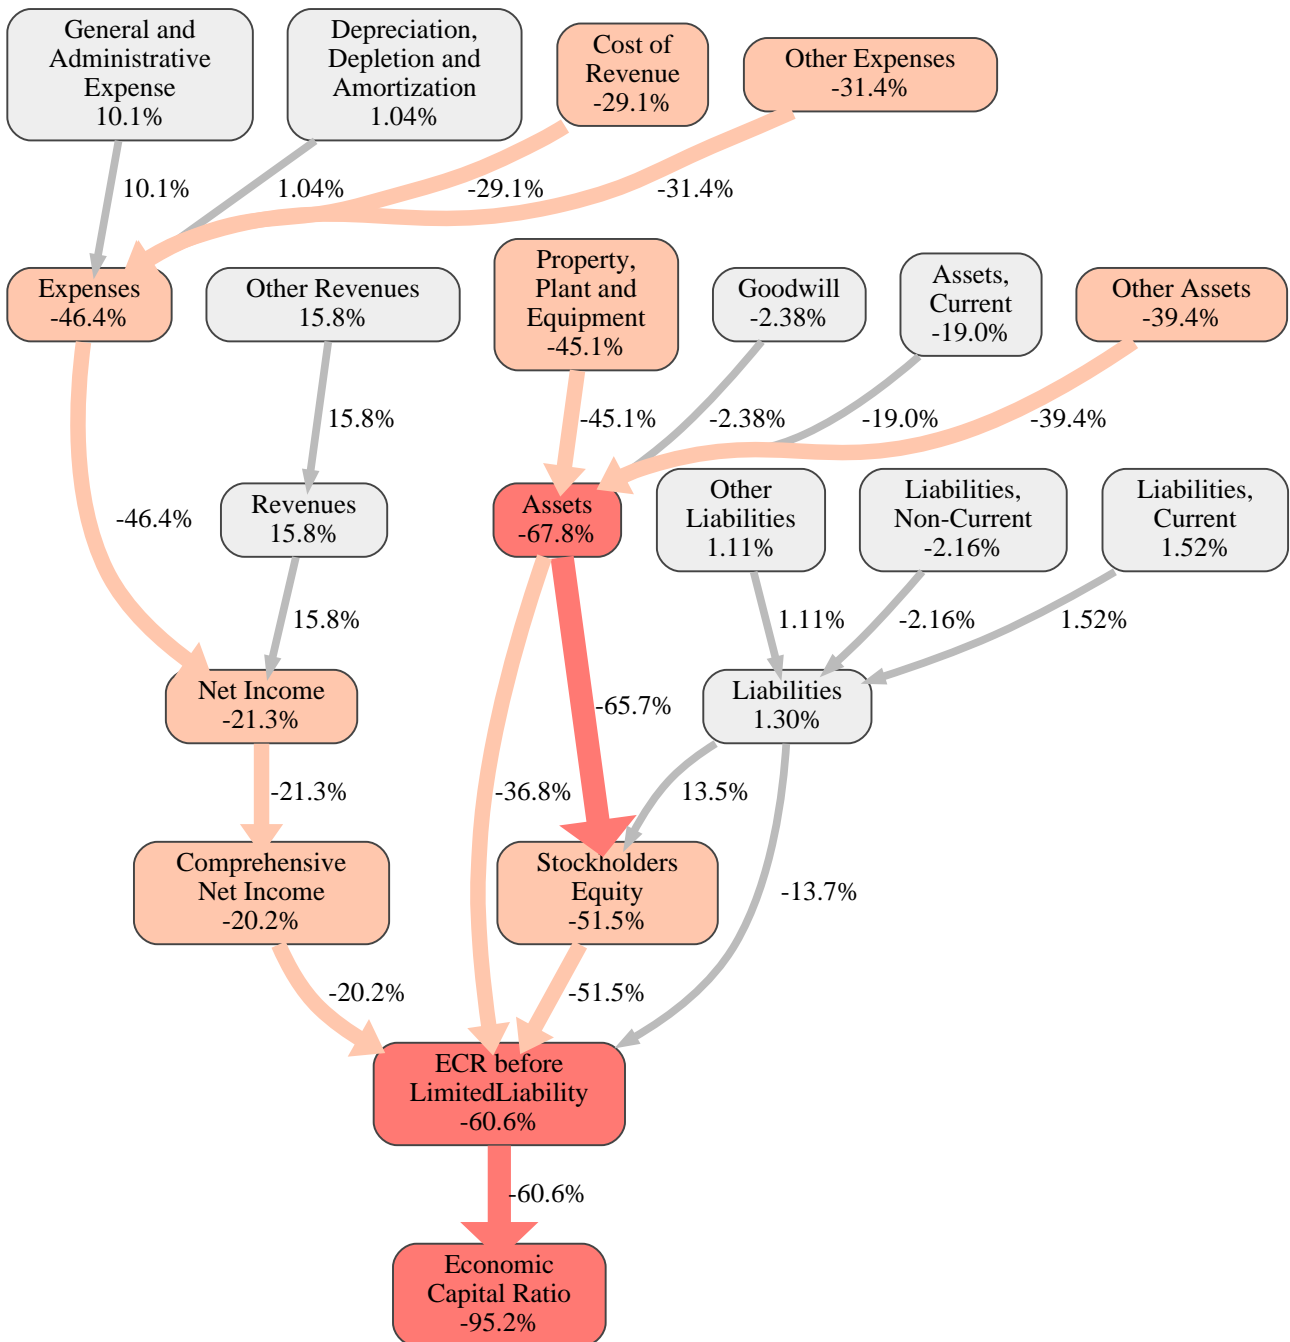 General and
Administrative
Expense
10.1%
Depreciation,
Depletion and
Amortization
1.04%
Cost of
Revenue
-29.1%
Other Expenses
-31.4%
10.1%
1.04%
-29.1%
-31.4%
Expenses
-46.4%
Other Revenues
15.8%
Property,
Plant and
Equipment
-45.1%
Goodwill
-2.38%
Assets,
Current
-19.0%
Other Assets
-39.4%
15.8%
-45.1%
-2.38%
-19.0%
-39.4%
-46.4%
Revenues
15.8%
Assets
-67.8%
Other
Liabilities
1.11%
Liabilities,
Non-Current
-2.16%
Liabilities,
Current
1.52%
15.8%
1.11%
-2.16%
1.52%
Net Income
-21.3%
-65.7%
Liabilities
1.30%
-21.3%
-36.8%
13.5%
Comprehensive
Net Income
-20.2%
Stockholders
Equity
-51.5%
-13.7%
-20.2%
-51.5%
ECR before
LimitedLiability
-60.6%
-60.6%
Economic
Capital Ratio
-95.2%